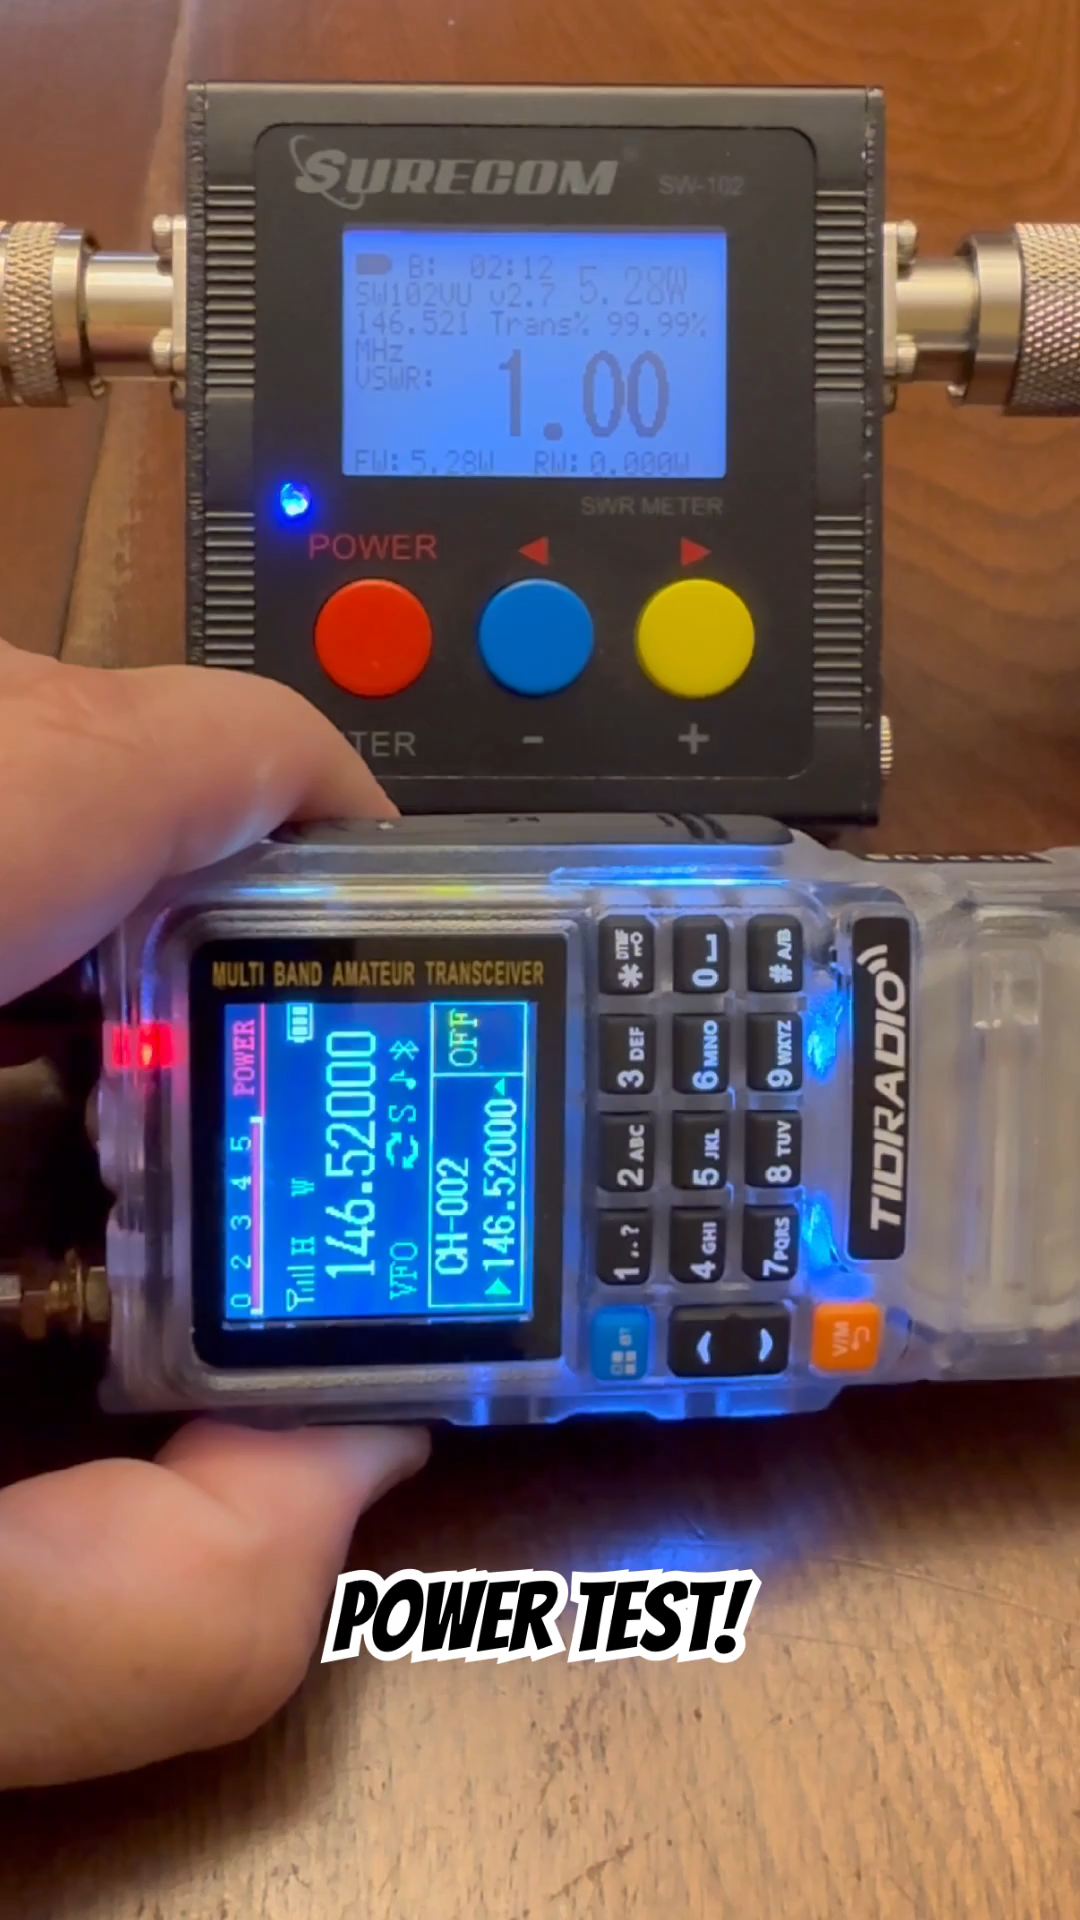 SURECOM
SW-102
B: 02:12
5.28W
SW102VU v2.7
146.521 Trans% 99.99%
MHz
VSWR:
1.00
FW: 5.28W RW: 0.000W
SWR METER
POWER
TER
- +
MULTI BAND AMATEUR TRANSCEIVER
0 2 3 4 5 POWER
H W
146.52000
VFO S
CH-002 OFF
146.52000
1 ,.? 2 ABC 3 DEF * DTMF
4 GHI 5 JKL 6 MNO 0
7 PQRS 8 TUV 9 WXYZ # A/B
V/M
TIDRADIO
POWER TEST!